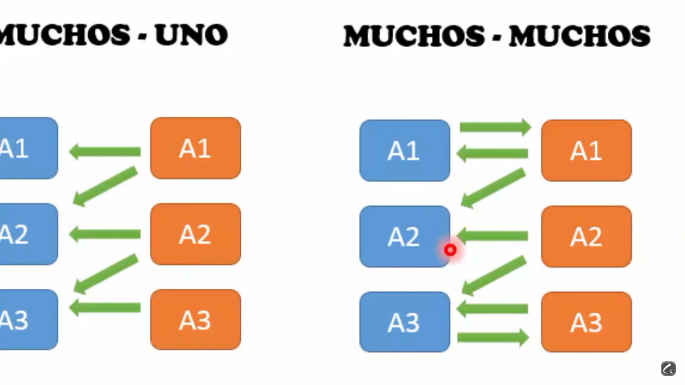 MUCHOS - UNO
MUCHOS - MUCHOS
A1 A1
A2 A2
A3 A3
A1 A1
A2 A2
A3 A3